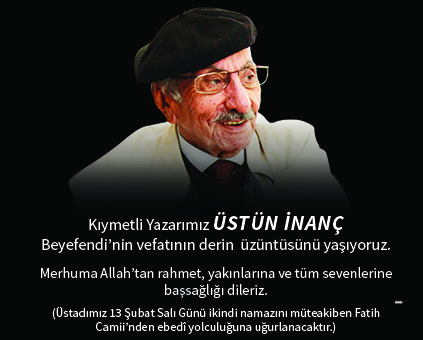 Kıymetli Yazarımız ÜSTÜN İNANÇ
Beyefendi’nin vefatının derin üzüntüsünü yaşıyoruz.
Merhuma Allah’tan rahmet, yakınlarına ve tüm sevenlerine
başsağlığı dileriz.
(Üstadımız 13 Şubat Salı Günü ikindi namazını müteakiben Fatih
Camii’nden ebedî yolculuğuna uğurlanacaktır.)